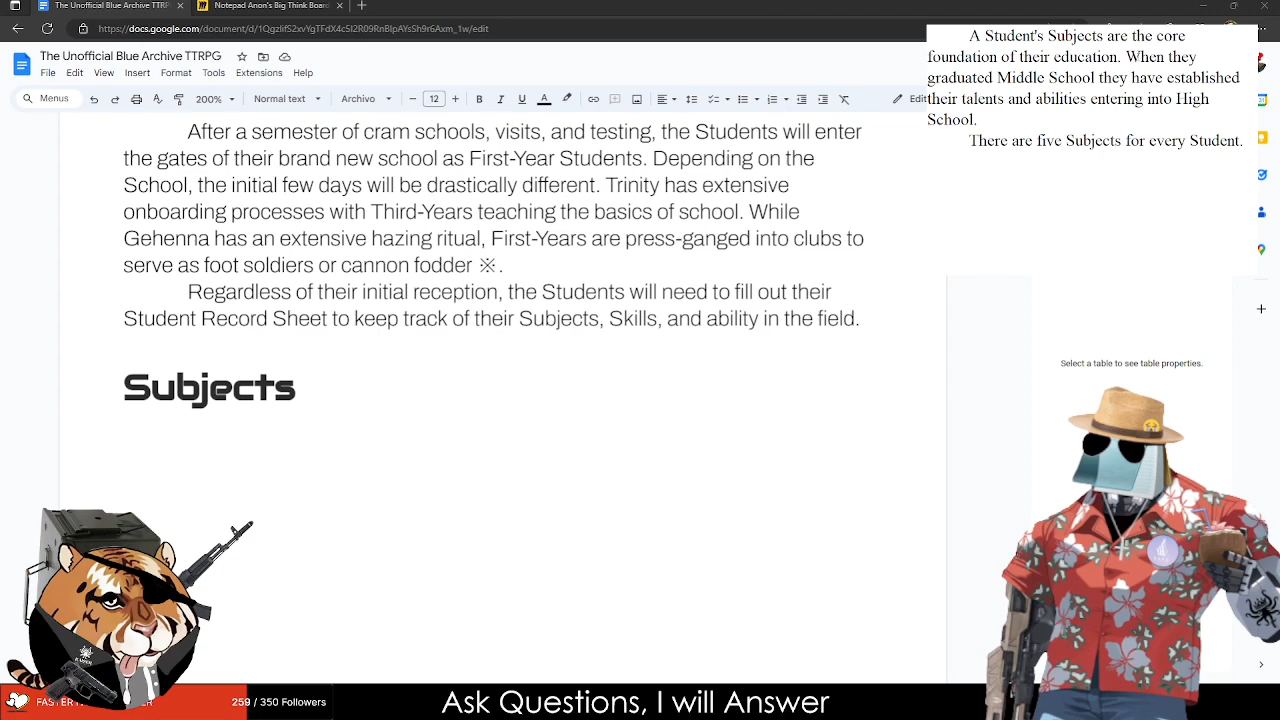 The Unofficial Blue Archive TTRP
Notepad Anon's Big Think Board
https://docs.google.com/document/d/1QgzlifS2xvYgTFdX4c5I2R09RnBlpAYsSh9r6Axm_1w/edit
The Unofficial Blue Archive TTRPG
File Edit View Insert Format Tools Extensions Help
Menus 200% Normal text Archivo 12 B I U A Edit
A Student's Subjects are the core
foundation of their education. When they
graduated Middle School they have established
their talents and abilities entering into High
School.
There are five Subjects for every Student.
After a semester of cram schools, visits, and testing, the Students will enter
the gates of their brand new school as First-Year Students. Depending on the
School, the initial few days will be drastically different. Trinity has extensive
onboarding processes with Third-Years teaching the basics of school. While
Gehenna has an extensive hazing ritual, First-Years are press-ganged into clubs to
serve as foot soldiers or cannon fodder ※.
Regardless of their initial reception, the Students will need to fill out their
Student Record Sheet to keep track of their Subjects, Skills, and ability in the field.
Subjects
Select a table to see table properties.
259 / 350 Followers
Ask Questions, I will Answer